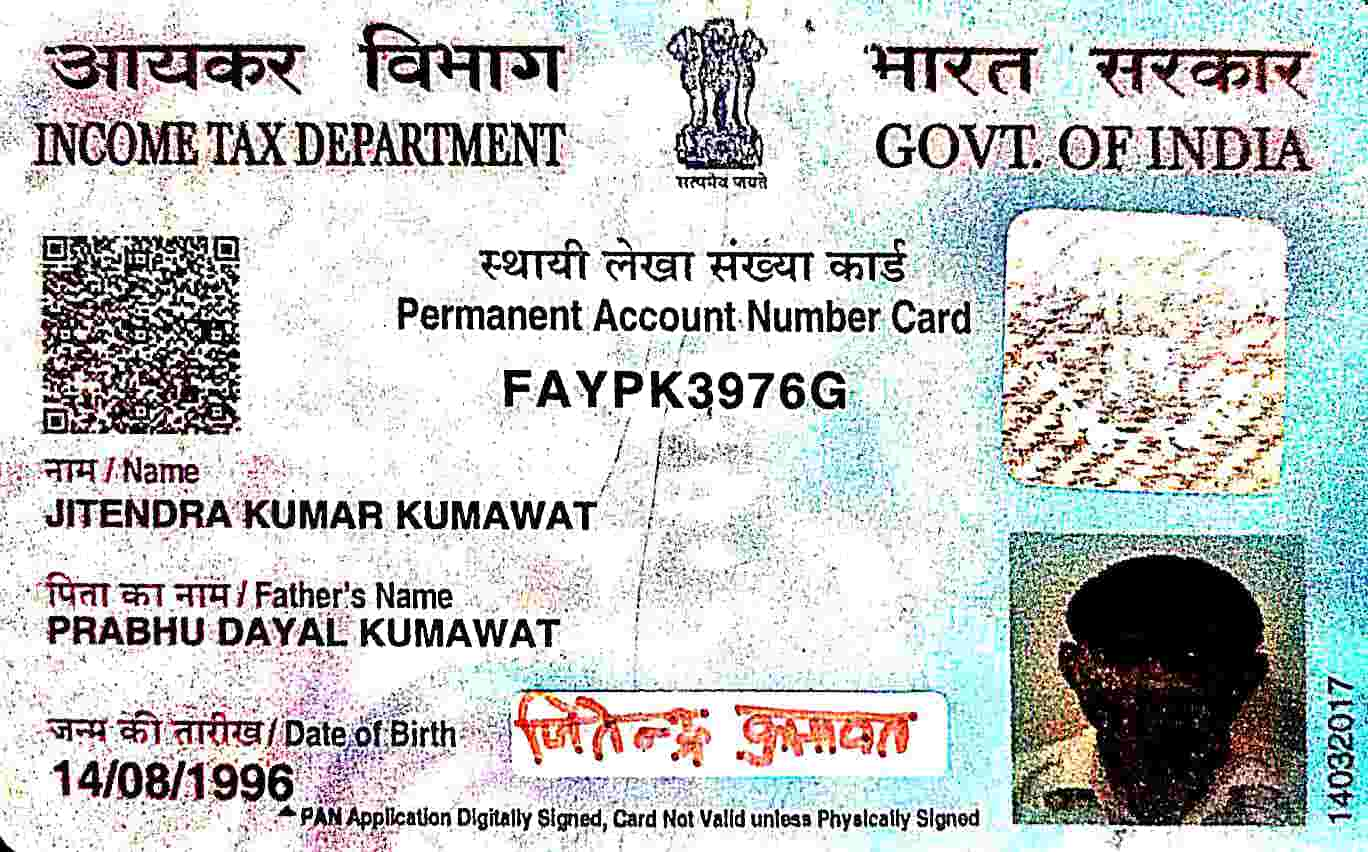 आयकर विभाग
INCOME TAX DEPARTMENT
सत्यमेव जयते
भारत सरकार
GOVT. OF INDIA
स्थायी लेखा संख्या कार्ड
Permanent Account Number Card
FAYPK3976G
नाम / Name
JITENDRA KUMAR KUMAWAT
पिता का नाम / Father's Name
PRABHU DAYAL KUMAWAT
जन्म की तारीख / Date of Birth
14/08/1996
जितेन्द्र कुमावत
PAN Application Digitally Signed, Card Not Valid unless Physically Signed
14032017